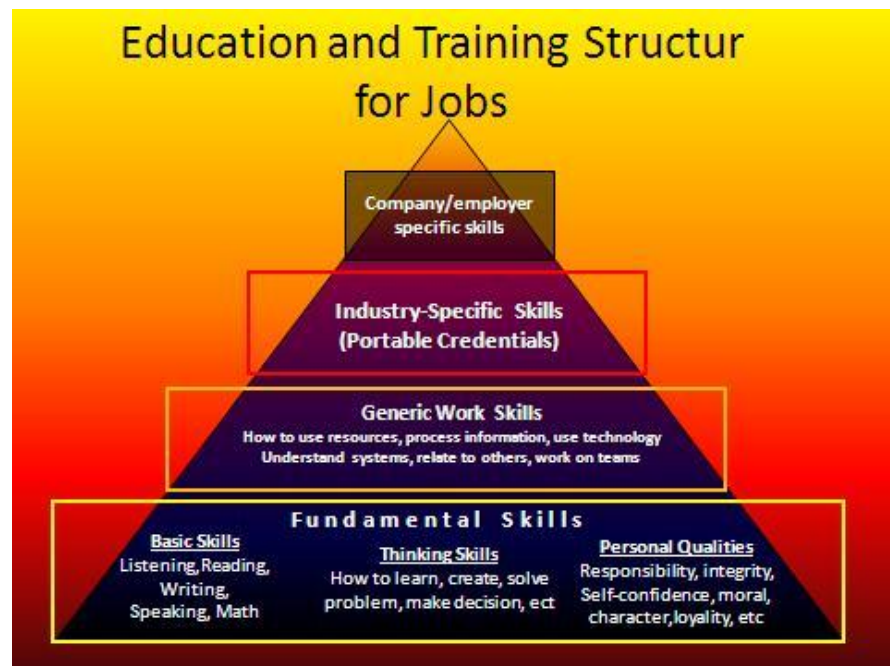 Education and Training Structur
for Jobs
Company/employer
specific skills
Industry-Specific Skills
(Portable Credentials)
Generic Work Skills
How to use resources, process information, use technology
Understand systems, relate to others, work on teams
Fundamental Skills
Basic Skills
Listening,Reading,
Writing,
Speaking, Math
Thinking Skills
How to learn, create, solve
problem, make decision, ect
Personal Qualities
Responsibility, integrity,
Self-confidence, moral,
character,loyality, etc